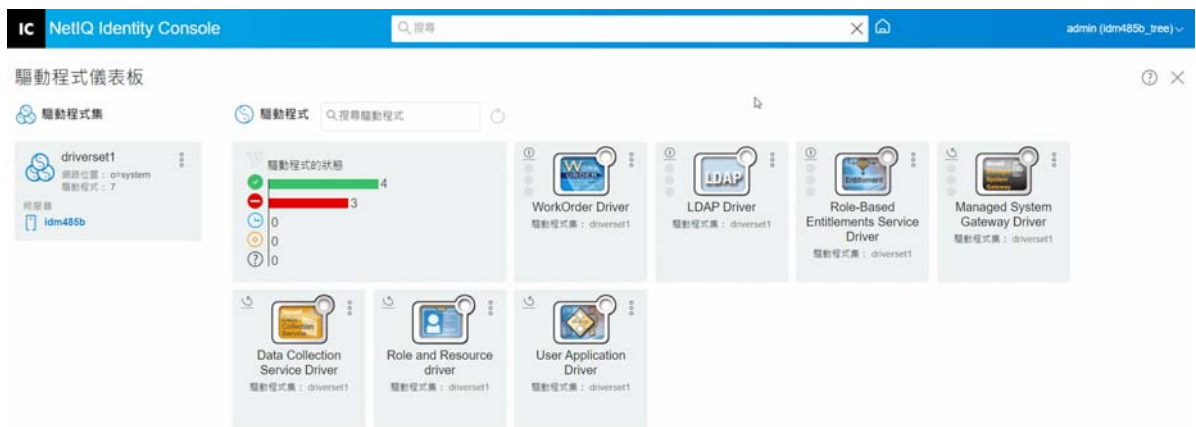 IC NetIQ Identity Console
搜尋
admin (idm485b_tree)
驅動程式儀表板
驅動程式集
驅動程式
搜尋驅動程式
driverset1
網路位置： o=system
驅動程式： 7
伺服器
idm485b
驅動程式的狀態
4
3
0
0
0
WorkOrder Driver
驅動程式集： driverset1
LDAP
LDAP Driver
驅動程式集： driverset1
Entitlement
Role-Based
Entitlements Service
Driver
驅動程式集： driverset1
Managed System
Gateway Driver
驅動程式集： driverset1
Data Collection
Service Driver
驅動程式集： driverset1
Role and Resource
driver
驅動程式集： driverset1
User Application
Driver
驅動程式集： driverset1